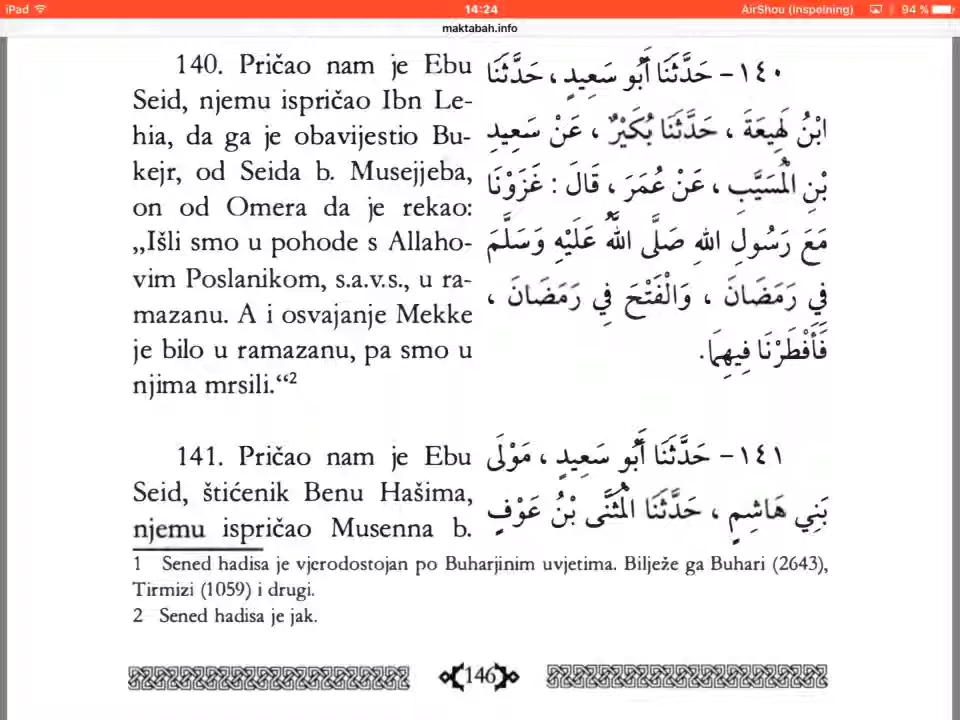 iPad 14:24 AirShou (Inspelning) 94 %
maktabah.info
140. Pričao nam je Ebu
Seid, njemu ispričao Ibn Le-
hia, da ga je obavijestio Bu-
kejr, od Seida b. Musejjeba,
on od Omera da je rekao:
„Išli smo u pohode s Allaho-
vim Poslanikom, s.a.v.s., u ra-
mazanu. A i osvajanje Mekke
je bilo u ramazanu, pa smo u
njima mrsili.“2
١٤٠- حَدَّثَنَا أَبُو سَعِيدٍ ، حَدَّثَنَا
ابْنُ لَهِيعَةَ ، حَدَّثَنَا بُكَيْرٌ ، عَنْ سَعِيدِ
بْنِ الْمُسَيَّبِ ، عَنْ عُمَرَ ، قَالَ : غَزَوْنَا
مَعَ رَسُولِ اللهِ صَلَّى اللهُ عَلَيْهِ وَسَلَّمَ
فِي رَمَضَانَ ، وَالْفَتْحَ فِي رَمَضَانَ ،
فَأَفْطَرْنَا فِيهِمَا.
141. Pričao nam je Ebu
Seid, štićenik Benu Hašima,
njemu ispričao Musenna b.
١٤١- حَدَّثَنَا أَبُو سَعِيدٍ ، مَوْلَى
بَنِي هَاشِمٍ ، حَدَّثَنَا الْمُثَنَّى بْنُ عَوْفٍ
1 Sened hadisa je vjerodostojan po Buharjinim uvjetima. Bilježe ga Buhari (2643),
Tirmizi (1059) i drugi.
2 Sened hadisa je jak.
146